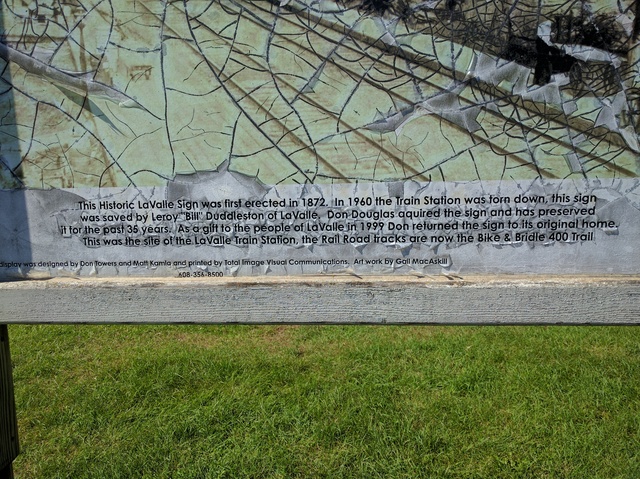 This Historic LaValle Sign was first erected in 1872.  In 1960 the Train Station was torn down, this sign
was saved by Leroy "Bill" Duddleston of LaValle.  Don Douglas aquired the sign and has preserved
it for the past 35 years.  As a gift to the people of LaValle in 1999 Don returned the sign to its original home.
This was the site of the LaValle Train Station, the Rail Road tracks are now the Bike & Bridle 400 Trail
display was designed by Don Towers and Matt Kamla and printed by Total Image Visual Communications.  Art work by Gail MacAskill
608-356-8500